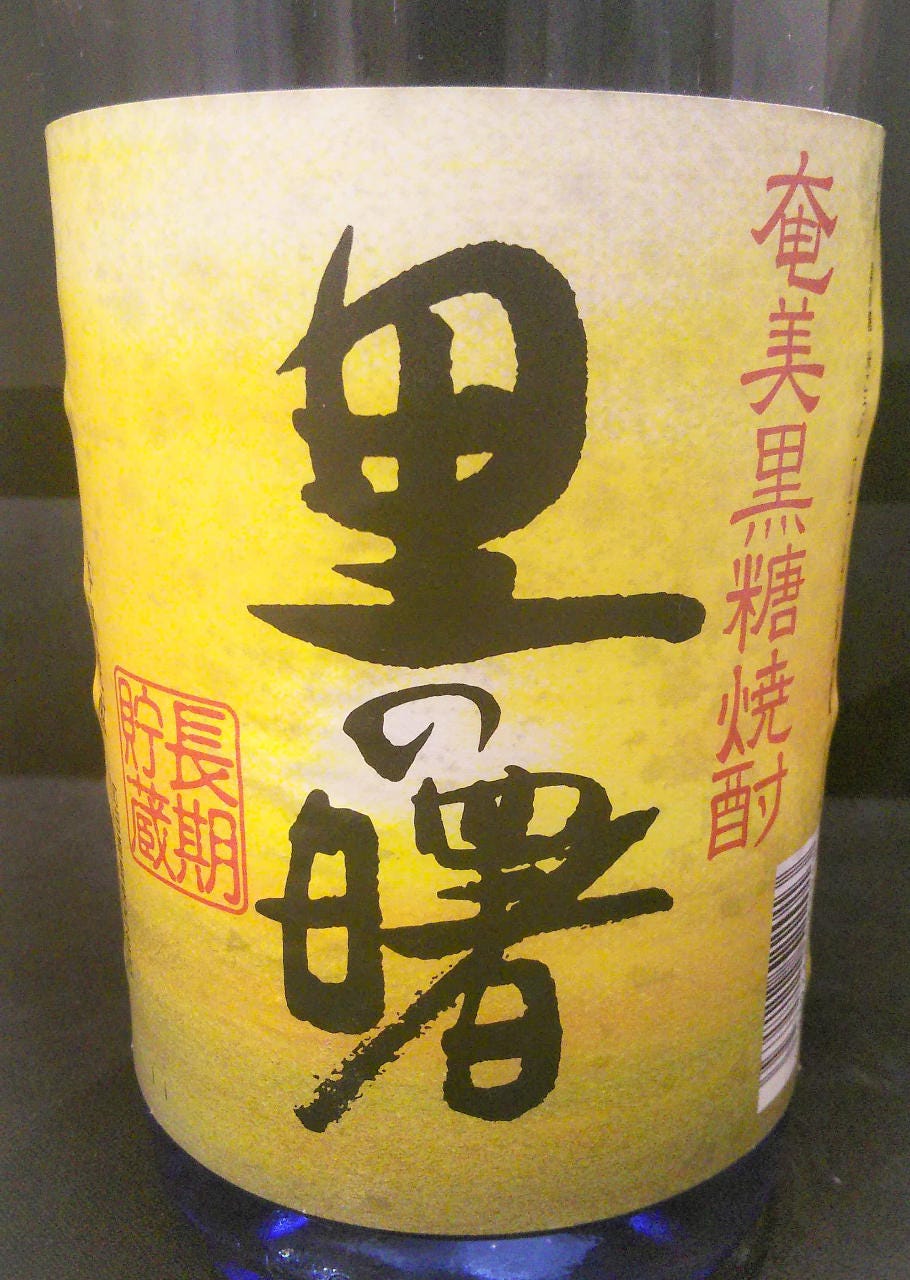 奄美黒糖焼酎
里の曙
長期
貯蔵